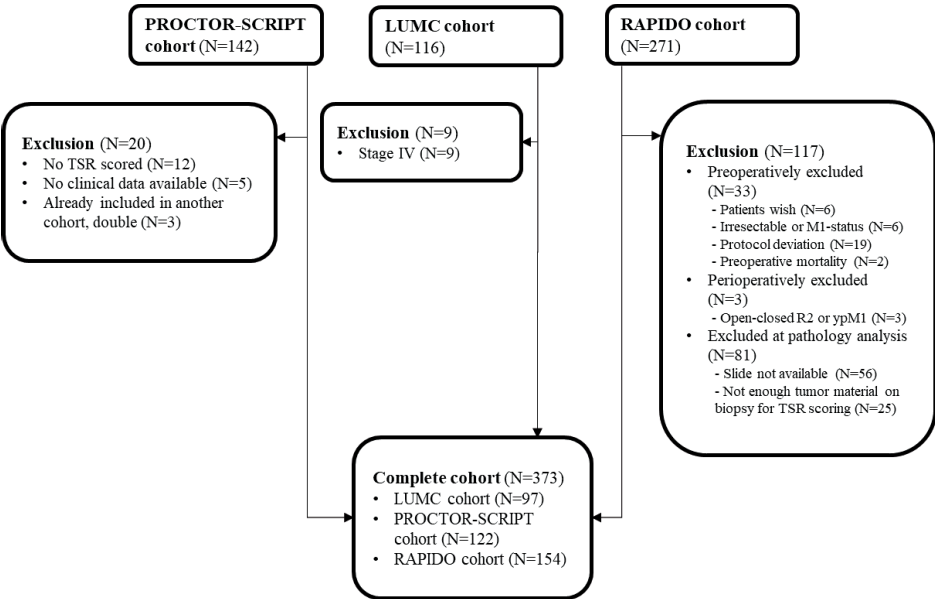 PROCTOR-SCRIPT
cohort (N=142)
LUMC cohort
(N=116)
RAPIDO cohort
(N=271)
Exclusion (N=20)
• No TSR scored (N=12)
• No clinical data available (N=5)
• Already included in another
cohort, double (N=3)
Exclusion (N=9)
• Stage IV (N=9)
Exclusion (N=117)
• Preoperatively excluded
(N=33)
- Patients wish (N=6)
- Irresectable or M1-status (N=6)
- Protocol deviation (N=19)
- Preoperative mortality (N=2)
• Perioperatively excluded
(N=3)
- Open-closed R2 or ypM1 (N=3)
• Excluded at pathology analysis
(N=81)
- Slide not available (N=56)
- Not enough tumor material on
biopsy for TSR scoring (N=25)
Complete cohort (N=373)
• LUMC cohort (N=97)
• PROCTOR-SCRIPT
cohort (N=122)
• RAPIDO cohort (N=154)